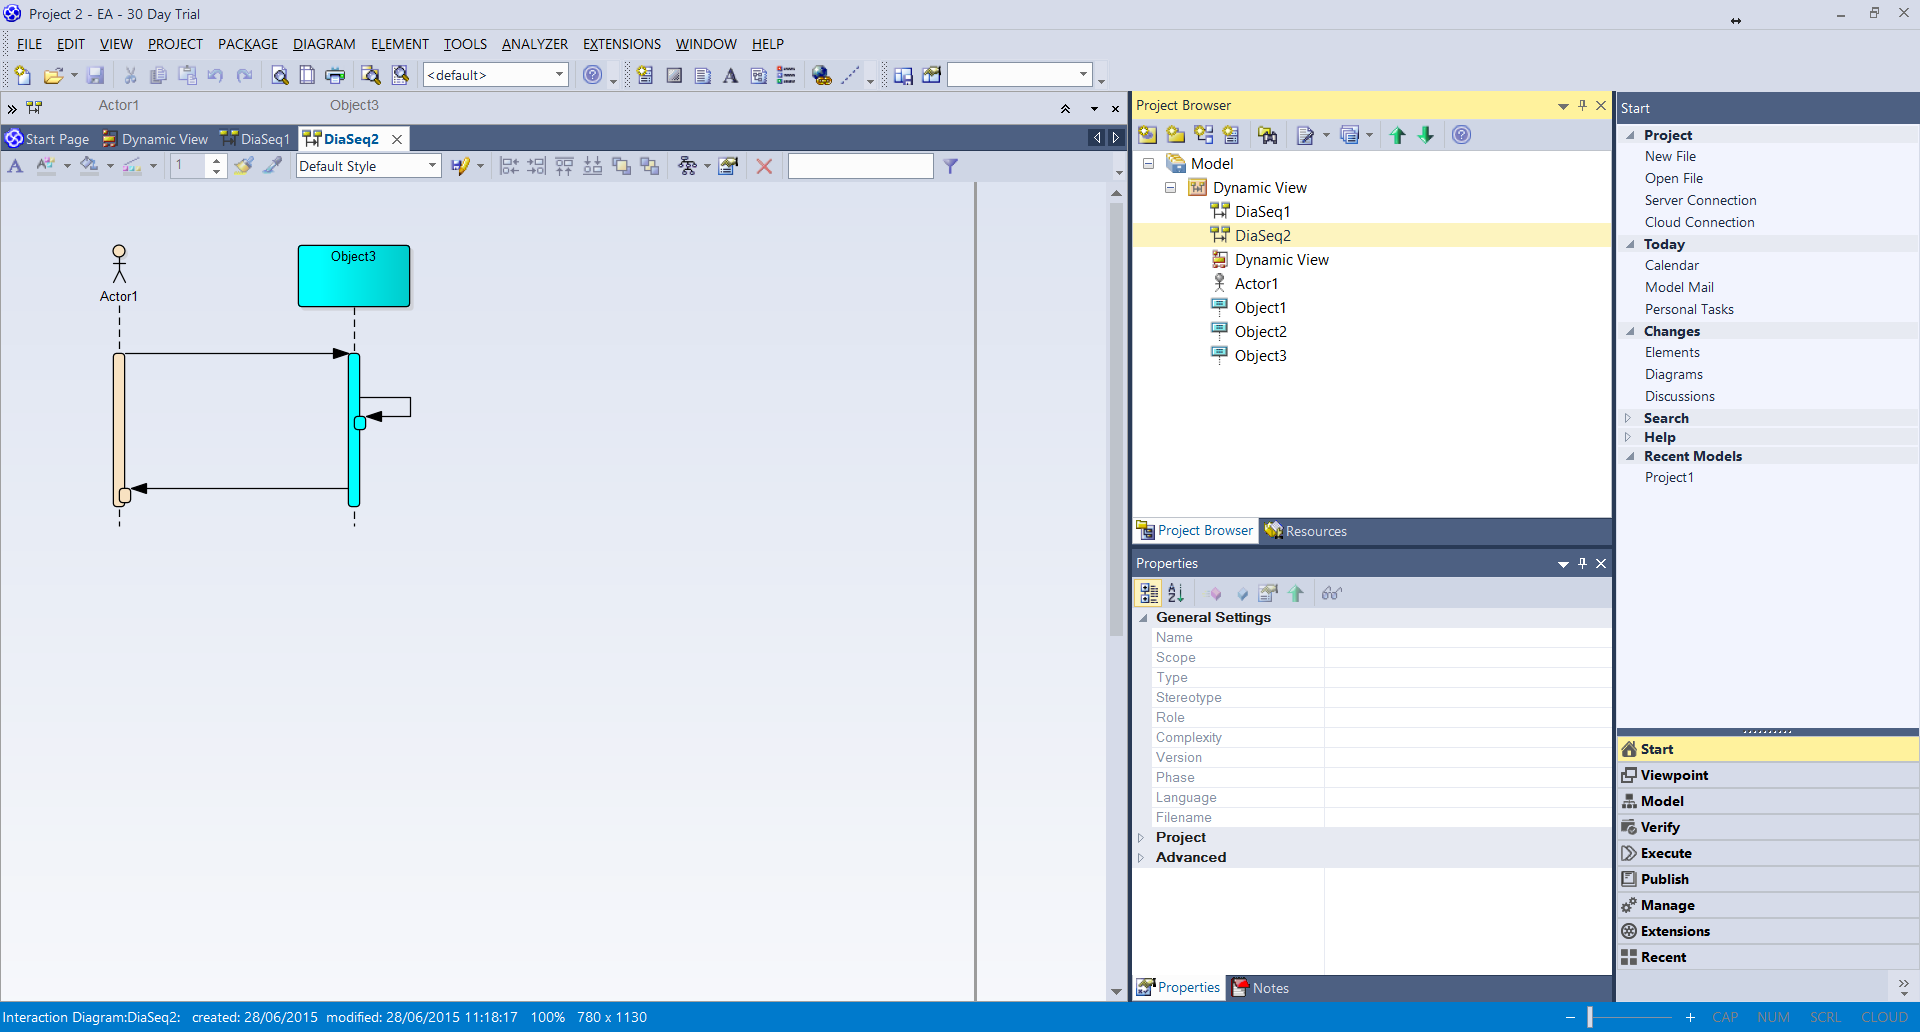 Project 2 - EA - 30 Day Trial
FILE EDIT VIEW PROJECT PACKAGE DIAGRAM ELEMENT TOOLS ANALYZER EXTENSIONS WINDOW HELP
<default>
Actor1 Object3
Start Page Dynamic View DiaSeq1 DiaSeq2
1 Default Style
Object3
Actor1
Project Browser
Model
Dynamic View
DiaSeq1
DiaSeq2
Dynamic View
Actor1
Object1
Object2
Object3
Project Browser Resources
Properties
General Settings
Name
Scope
Type
Stereotype
Role
Complexity
Version
Phase
Language
Filename
Project
Advanced
Properties Notes
Start
Project
New File
Open File
Server Connection
Cloud Connection
Today
Calendar
Model Mail
Personal Tasks
Changes
Elements
Diagrams
Discussions
Search
Help
Recent Models
Project1
Start
Viewpoint
Model
Verify
Execute
Publish
Manage
Extensions
Recent
Interaction Diagram:DiaSeq2: created: 28/06/2015 modified: 28/06/2015 11:18:17 100% 780 x 1130
CAP NUM SCRL CLOUD